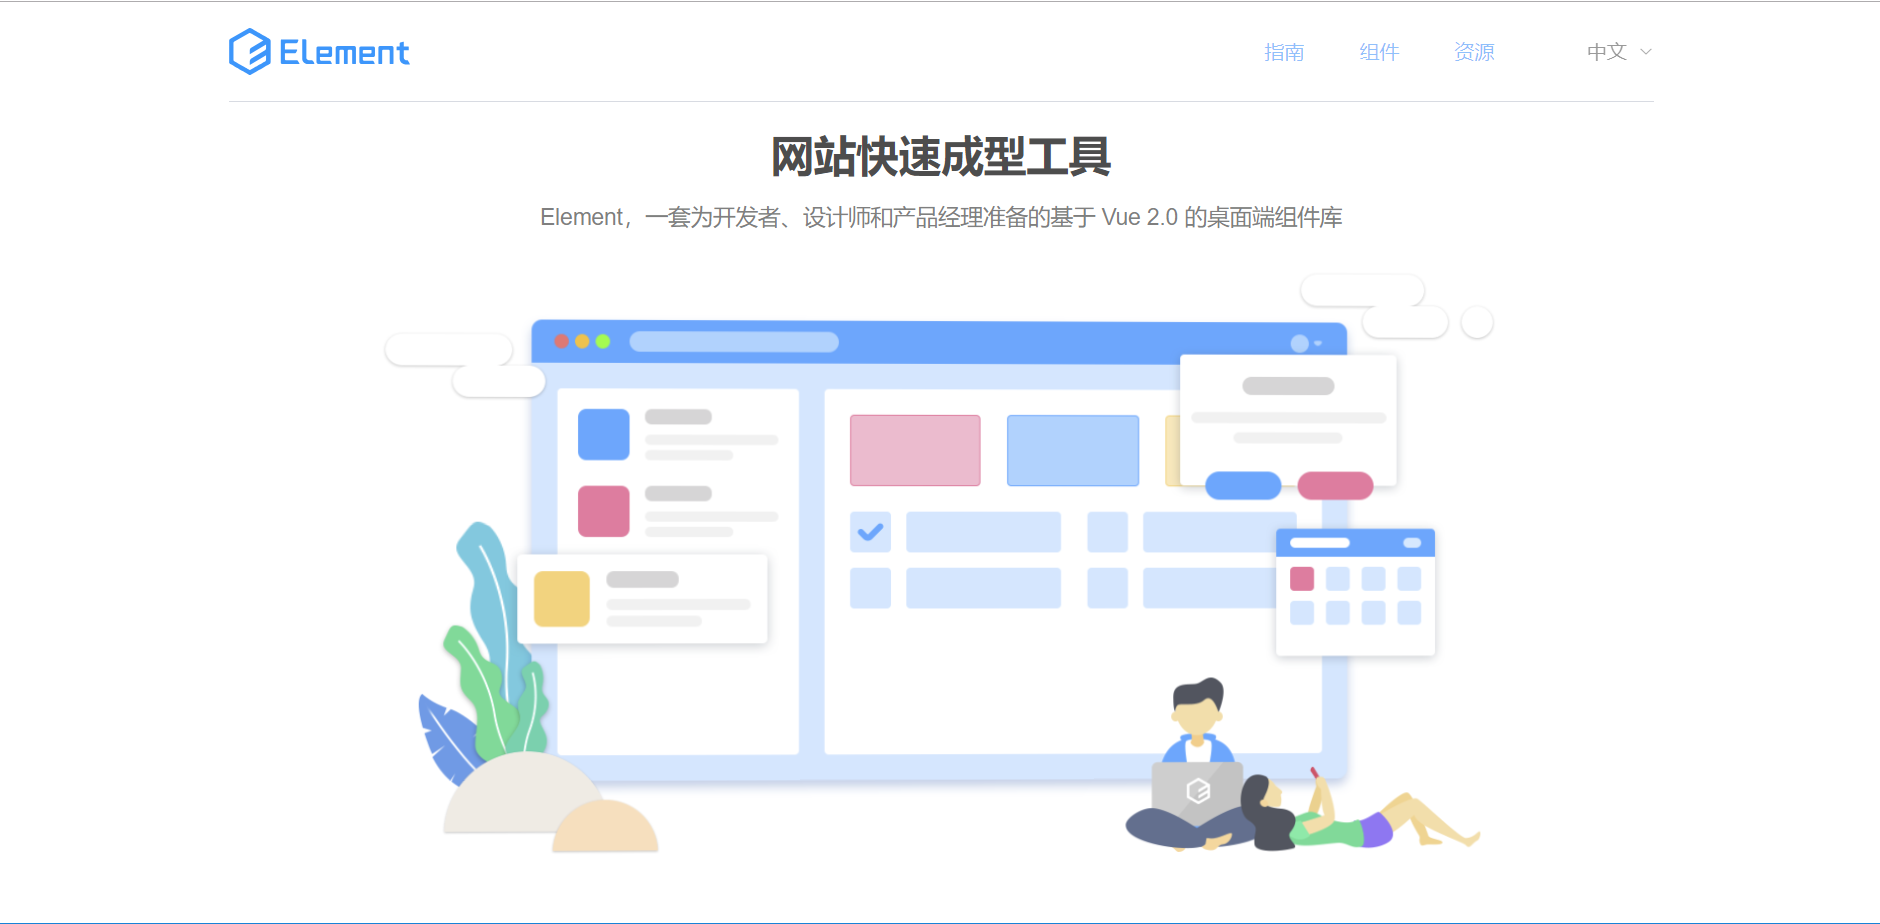 Element
指南 组件 资源 中文
网站快速成型工具
Element，一套为开发者、设计师和产品经理准备的基于 Vue 2.0 的桌面端组件库